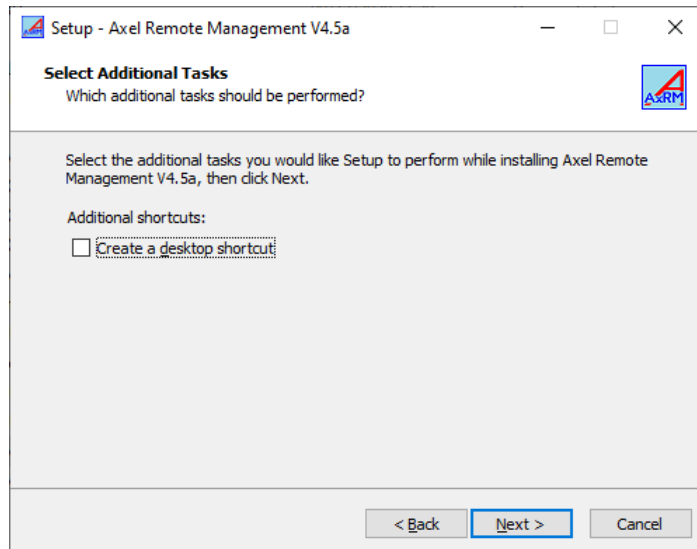 Setup - Axel Remote Management V4.5a
Select Additional Tasks
Which additional tasks should be performed?
AxRM
Select the additional tasks you would like Setup to perform while installing Axel Remote
Management V4.5a, then click Next.
Additional shortcuts:
Create a desktop shortcut
< Back
Next >
Cancel